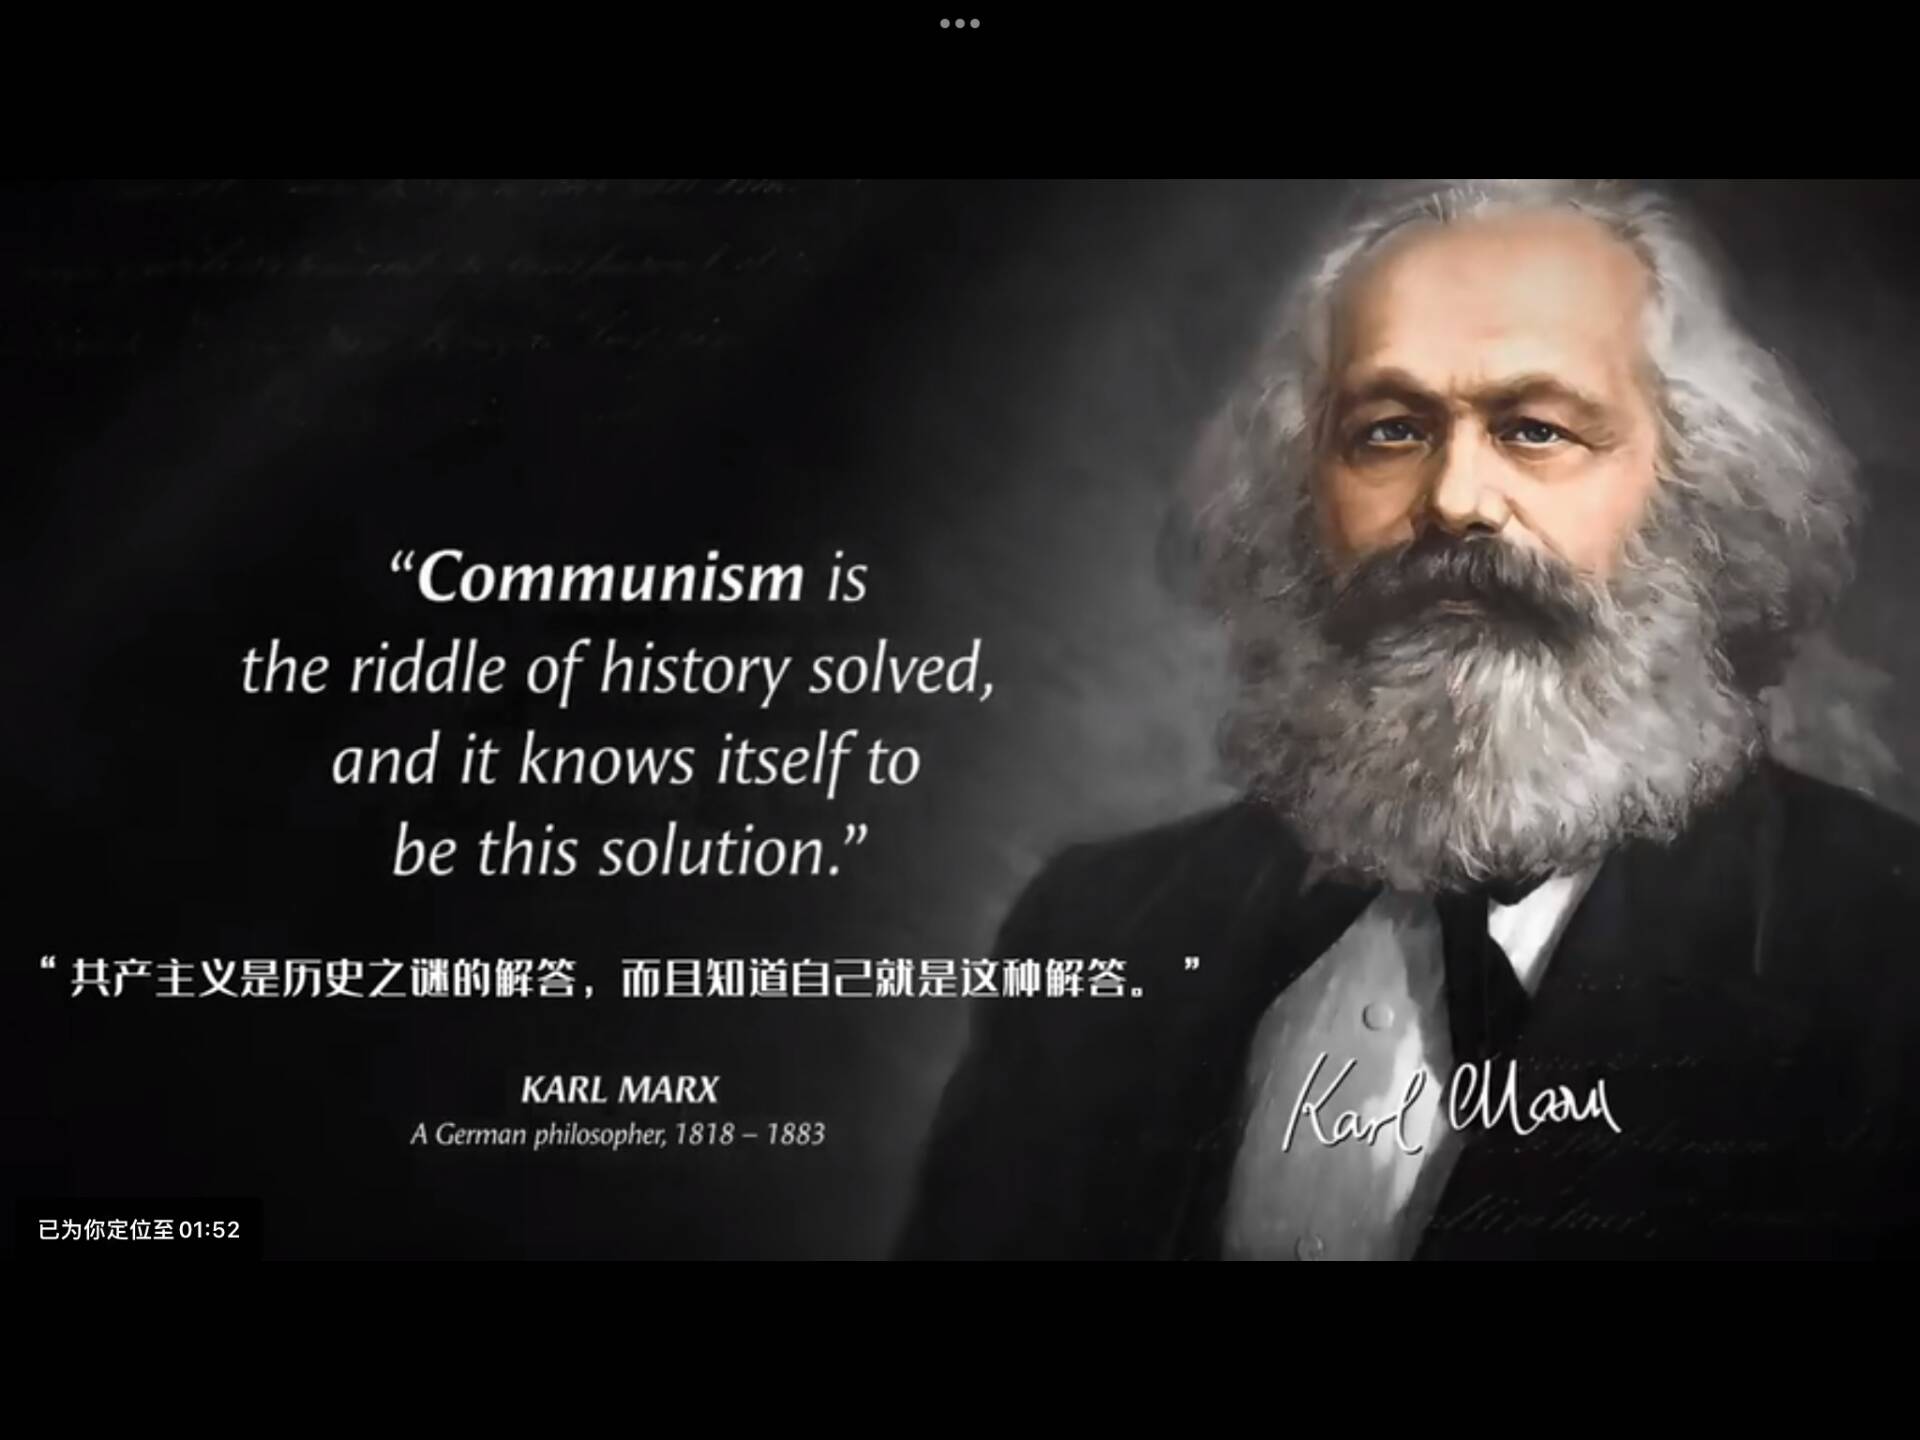 “Communism is
the riddle of history solved,
and it knows itself to
be this solution.”
“共产主义是历史之谜的解答，而且知道自己就是这种解答。”
KARL MARX
A German philosopher, 1818 – 1883
Karl Marx
已为你定位至 01:52